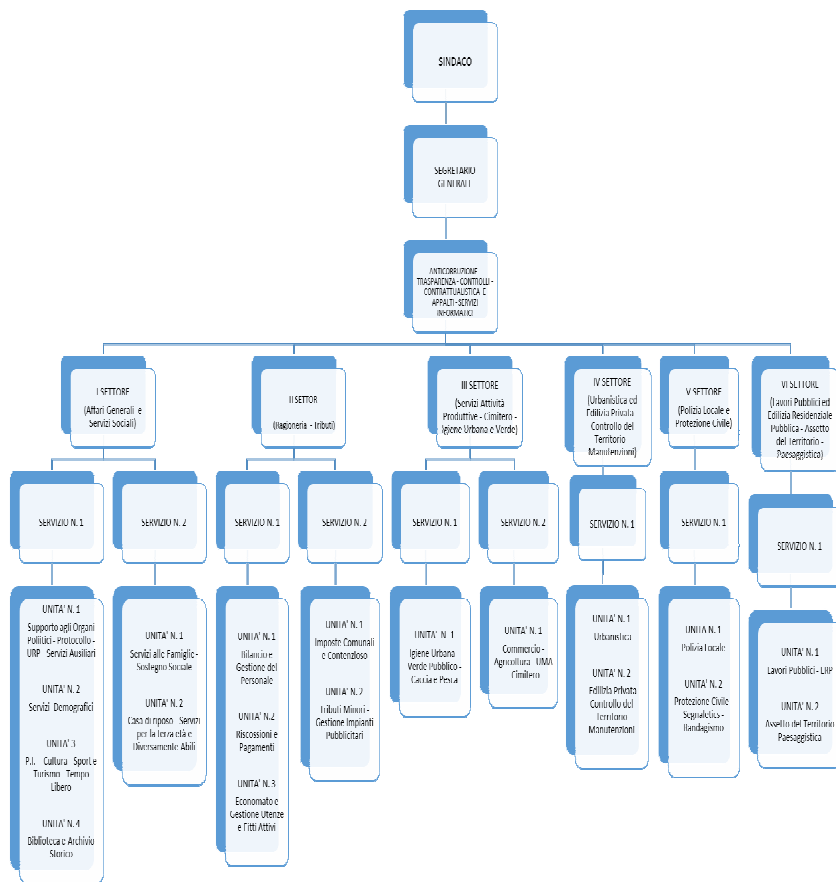 SINDACO
SEGRETARIO
GENERALE
ANTICORRUZIONE
TRASPARENZA - CONTROLLI -
CONTRATTUALISTICA E
APPALTI - SERVIZI
INFORMATICI
I SETTORE
(Affari Generali e
Servizi Sociali)
II SETTOR
(Ragioneria - Tributi)
III SETTORE
(Servizi Attività
Produttive - Cimitero -
Igiene Urbana e Verde)
IV SETTORE
(Urbanistica ed
Edilizia Privata
Controllo del
Territorio
Manutenzioni)
V SETTORE
(Polizia Locale e
Protezione Civile)
VI SETTORE
(Lavori Pubblici ed
Edilizia Residenziale
Pubblica - Assetto
del Territorio -
Paesaggistica)
SERVIZIO N. 1
SERVIZIO N. 2
SERVIZIO N. 1
SERVIZIO N. 2
SERVIZIO N. 1
SERVIZIO N. 2
SERVIZIO N. 1
SERVIZIO N. 1
SERVIZIO N. 1
UNITA' N. 1
Supporto agli Organi
Poliitici - Protocollo -
URP Servizi Ausiliari
UNITA' N. 2
Servizi Demografici
UNITA' 3
P.I. Cultura Sport e
Turismo Tempo
Libero
UNITA' N. 4
Biblioteca e Archivio
Storico
UNITA' N. 1
Servizi alle Famiglie -
Sostegno Sociale
UNITA' N. 2
Casa di riposo Servizi
per la terza età e
Diversamente Abili
UNITA' N. 1
Bilancio e
Gestione del
Personale
UNITA' N.2
Riscossioni e
Pagamenti
UNITA' N. 3
Economato e
Gestione Utenze
e Fitti Attivi
UNITA' N. 1
Imposte Comunali
e Contenzioso
UNITA' N. 2
Tributi Minori -
Gestione Impianti
Pubblicitari
UNITA' N. 1
Igiene Urbana
Verde Pubblico -
Caccia e Pesca
UNITA' N. 1
Commercio -
Agricoltura UMA
Cimitero
UNITA' N. 1
Urbanistica
UNITA' N. 2
Edilizia Privata
Controllo del
Territorio
Manutenzioni
UNITA' N. 1
Polizia Locale
UNITA' N. 2
Protezione Civile
Segnaletics -
Randagismo
UNITA' N. 1
Lavori Pubblici - ERP
UNITA' N. 2
Assetto del Territorio
Paesaggistica